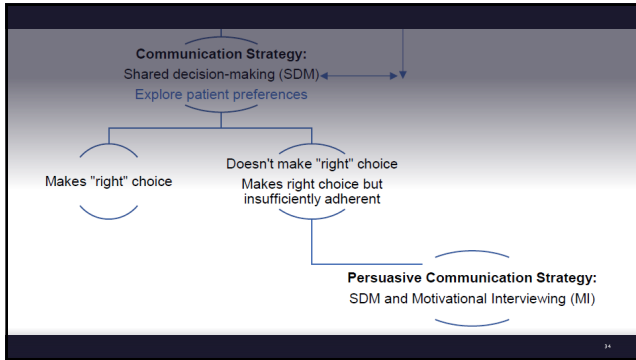 Communication Strategy:
Shared decision-making (SDM)
Explore patient preferences
Makes "right" choice
Doesn't make "right" choice
Makes right choice but
insufficiently adherent
Persuasive Communication Strategy:
SDM and Motivational Interviewing (MI)
34